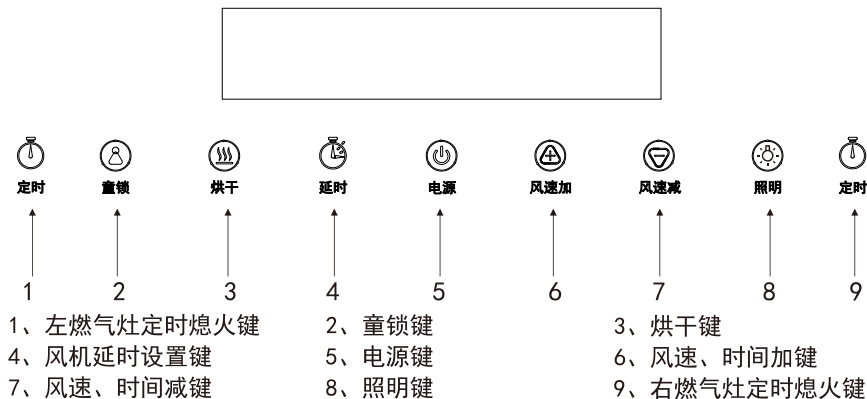 定时 童锁 烘干 延时 电源 风速加 风速减 照明 定时
1 2 3 4 5 6 7 8 9
1、左燃气灶定时熄火键 2、童锁键 3、烘干键
4、风机延时设置键 5、电源键 6、风速、时间加键
7、风速、时间减键 8、照明键 9、右燃气灶定时熄火键